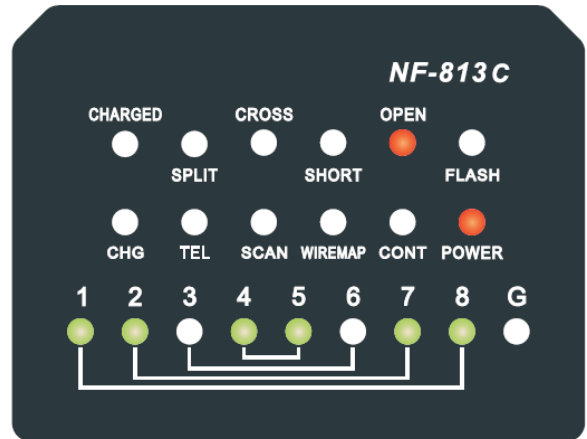 NF-813C
CHARGED CROSS OPEN
SPLIT SHORT FLASH
CHG TEL SCAN WIREMAP CONT POWER
1 2 3 4 5 6 7 8 G